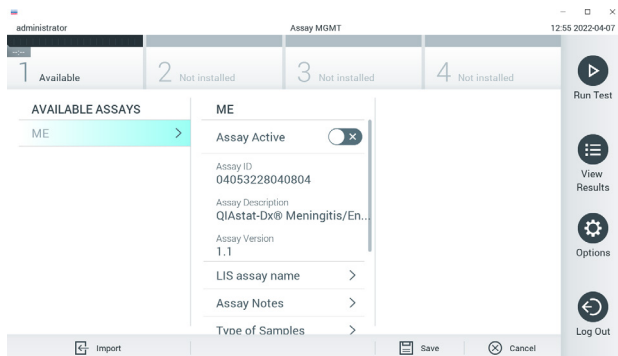 administrator Assay MGMT 12:55 2022-04-07
--:--
1 Available 2 Not installed 3 Not installed 4 Not installed
Run Test
AVAILABLE ASSAYS
ME
ME
Assay Active
Assay ID
04053228040804
Assay Description
QIAstat-Dx® Meningitis/En...
Assay Version
1.1
LIS assay name
Assay Notes
Type of Samples
View
Results
Options
Log Out
Import Save Cancel